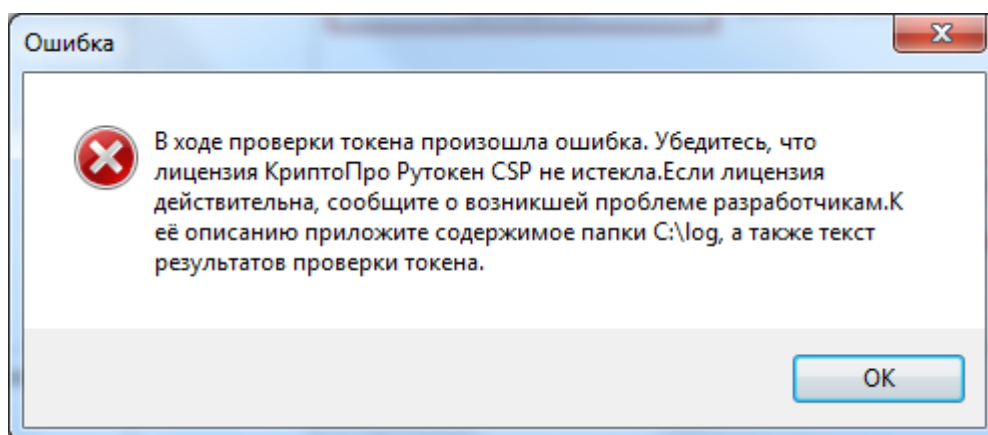 Ошибка
В ходе проверки токена произошла ошибка. Убедитесь, что
лицензия КриптоПро Рутокен CSP не истекла.Если лицензия
действительна, сообщите о возникшей проблеме разработчикам.К
её описанию приложите содержимое папки C:\log, а также текст
результатов проверки токена.
ОК